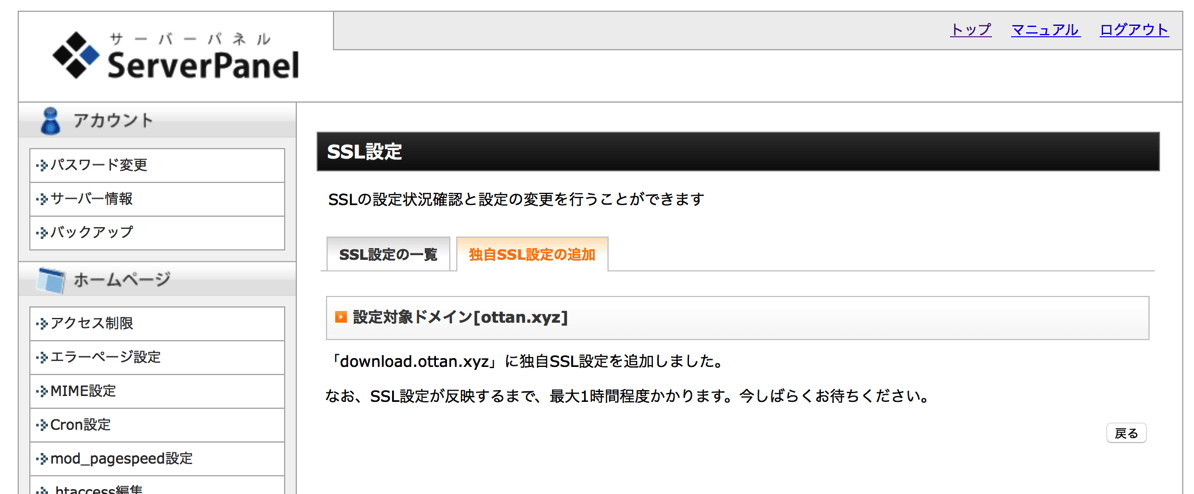 サーバーパネル
ServerPanel
トップ マニュアル ログアウト
アカウント
パスワード変更
サーバー情報
バックアップ
ホームページ
アクセス制限
エラーページ設定
MIME設定
Cron設定
mod_pagespeed設定
.htaccess編集
SSL設定
SSLの設定状況確認と設定の変更を行うことができます
SSL設定の一覧 独自SSL設定の追加
設定対象ドメイン[ottan.xyz]
「download.ottan.xyz」に独自SSL設定を追加しました。
なお、SSL設定が反映するまで、最大1時間程度かかります。今しばらくお待ちください。
戻る